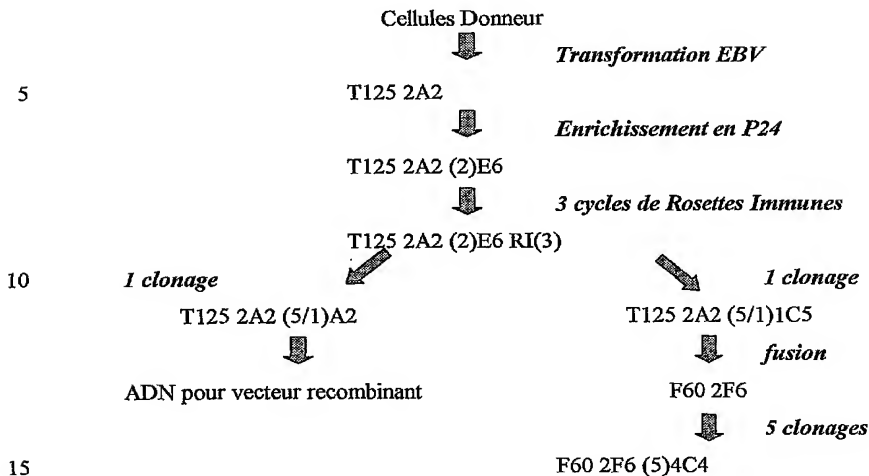 Cellules Donneur
Transformation EBV
5 T125 2A2
Enrichissement en P24
T125 2A2 (2)E6
3 cycles de Rosettes Immunes
T125 2A2 (2)E6 RI(3)
10 1 clonage 1 clonage
T125 2A2 (5/1)A2 T125 2A2 (5/1)1C5
fusion
ADN pour vecteur recombinant F60 2F6
5 clonages
15 F60 2F6 (5)4C4